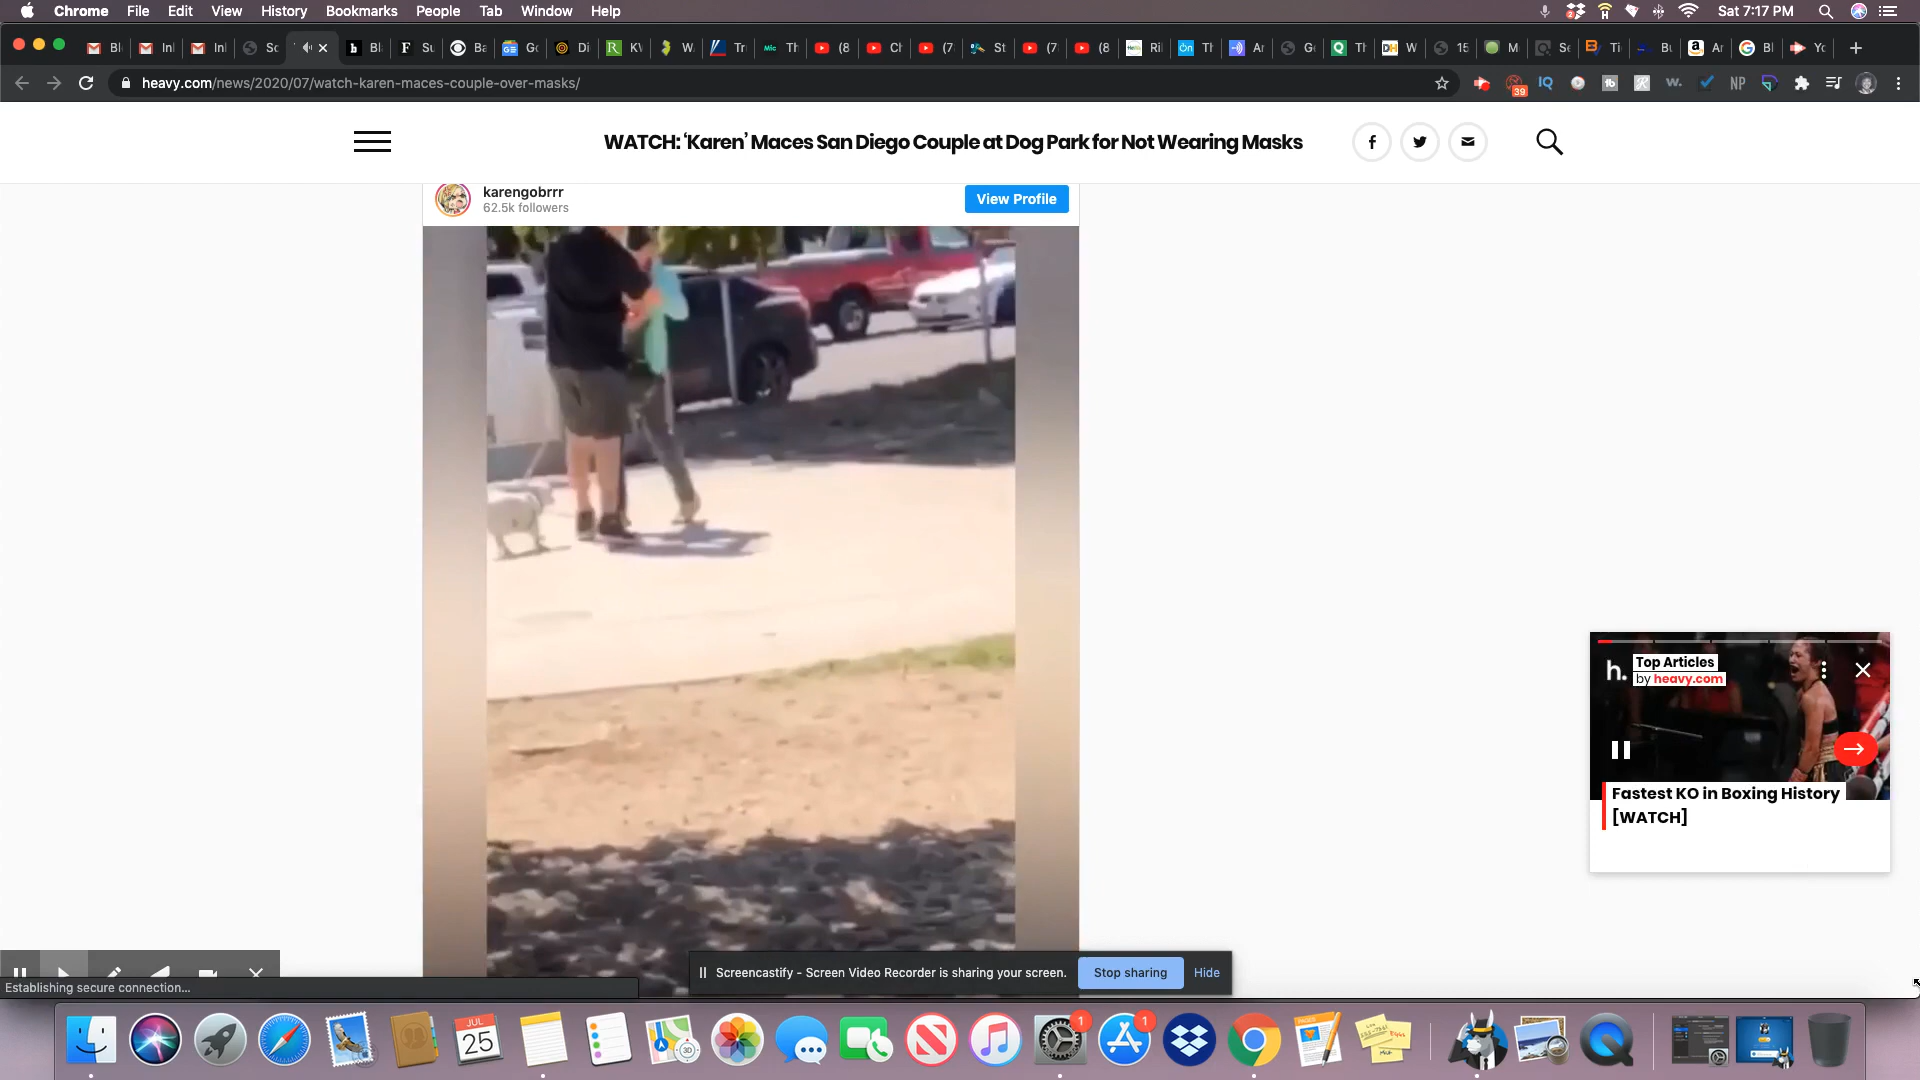 Chrome File Edit View History Bookmarks People Tab Window Help Sat 7:17 PM
heavy.com/news/2020/07/watch-karen-maces-couple-over-masks/
39
WATCH: ‘Karen’ Maces San Diego Couple at Dog Park for Not Wearing Masks
karengobrrr
62.5k followers
View Profile
h. Top Articles
by heavy.com
Fastest KO in Boxing History
[WATCH]
Screencastify - Screen Video Recorder is sharing your screen. Stop sharing Hide
Establishing secure connection...
JUL
25
1
1